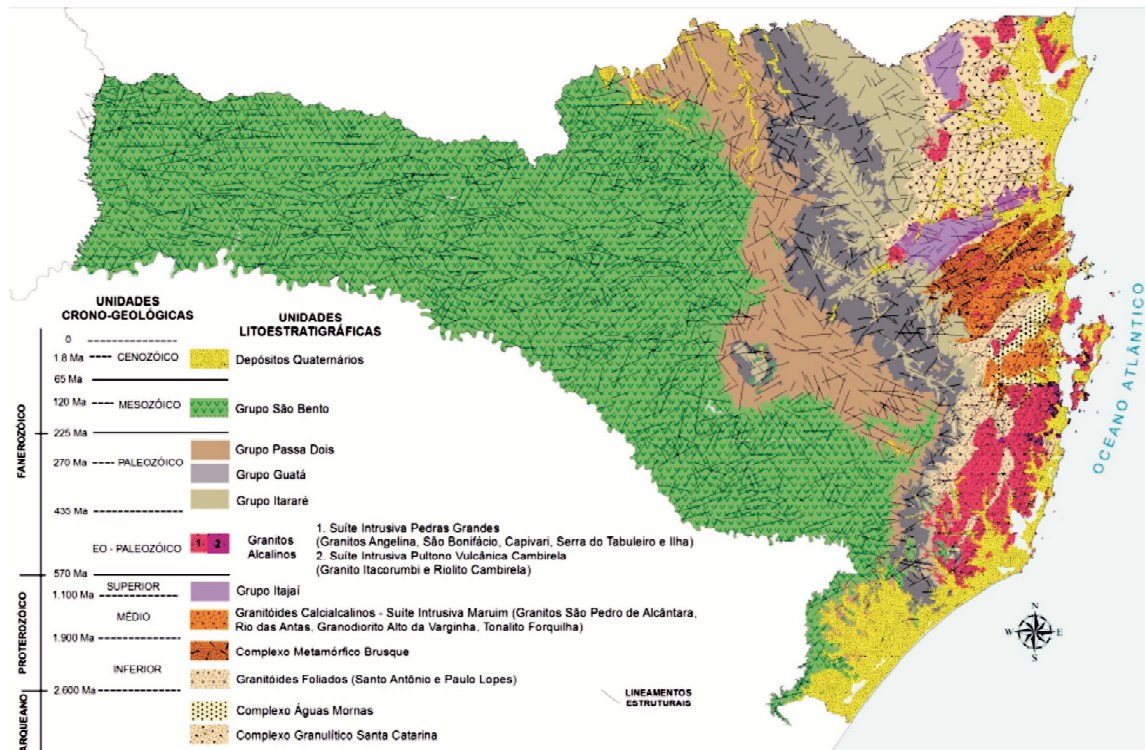 UNIDADES
CRONO-GEOLÓGICAS
UNIDADES
LITOESTRATIGRÁFICAS
0
1.8 Ma
CENOZÓICO
Depósitos Quaternários
65 Ma
120 Ma
MESOZÓICO
Grupo São Bento
225 Ma
FANEROZÓICO
Grupo Passa Dois
270 Ma
PALEOZÓICO
Grupo Guatá
Grupo Itararé
435 Ma
EO - PALEOZÓICO
1
2
Granitos
Alcalinos
1. Suíte Intrusiva Pedras Grandes
(Granitos Angelina, São Bonifácio, Capivari, Serra do Tabuleiro e Ilha)
2. Suíte Intrusiva Pultono Vulcânica Cambirela
(Granito Itacorumbi e Riolito Cambirela)
570 Ma
SUPERIOR
Grupo Itajaí
1.100 Ma
PROTEROZÓICO
MÉDIO
Granitóides Calcialcalinos - Suíte Intrusiva Maruim (Granitos São Pedro de Alcântara,
Rio das Antas, Granodiorito Alto da Varginha, Tonalito Forquilha)
1.900 Ma
Complexo Metamórfico Brusque
INFERIOR
Granitóides Foliados (Santo Antônio e Paulo Lopes)
2.600 Ma
ARQUEANO
Complexo Águas Mornas
Complexo Granulítico Santa Catarina
LINEAMENTOS
ESTRUTURAIS
OCEANO ATLÂNTICO
N
W
E
S